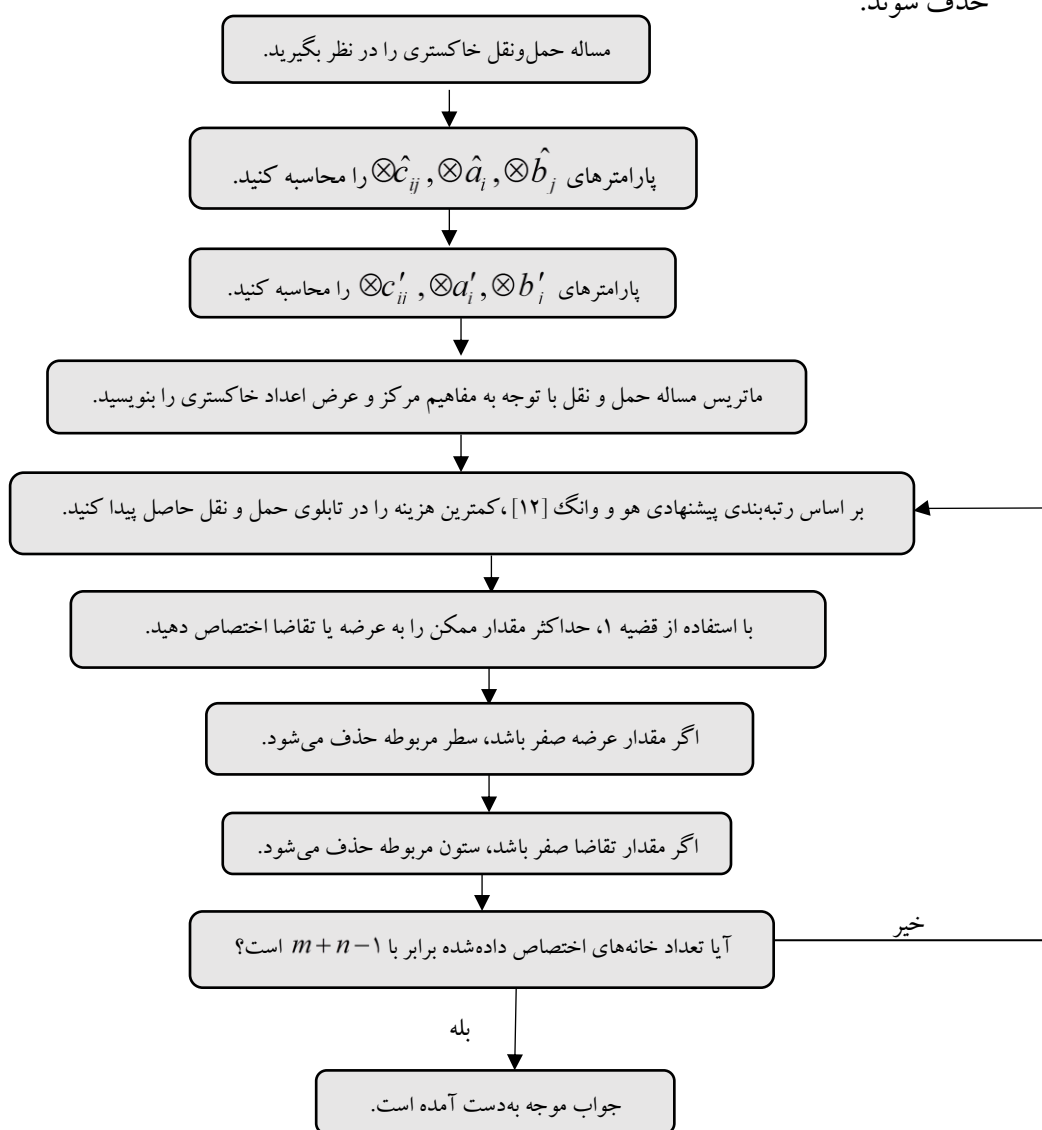 حذف شوند.
مساله حمل‌ونقل خاکستری را در نظر بگیرید.
پارامترهای ⊗ĉ_ij , ⊗â_i , ⊗b̂_j را محاسبه کنید.
پارامترهای ⊗c′_ij , ⊗a′_i , ⊗b′_j را محاسبه کنید.
ماتریس مساله حمل و نقل با توجه به مفاهیم مرکز و عرض اعداد خاکستری را بنویسید.
بر اساس رتبه‌بندی پیشنهادی هو و وانگ [۱۲]، کمترین هزینه را در تابلوی حمل و نقل حاصل پیدا کنید.
با استفاده از قضیه ۱، حداکثر مقدار ممکن را به عرضه یا تقاضا اختصاص دهید.
اگر مقدار عرضه صفر باشد، سطر مربوطه حذف می‌شود.
اگر مقدار تقاضا صفر باشد، ستون مربوطه حذف می‌شود.
آیا تعداد خانه‌های اختصاص داده‌شده برابر با m+n−۱ است؟
خیر
بله
جواب موجه به‌دست آمده است.